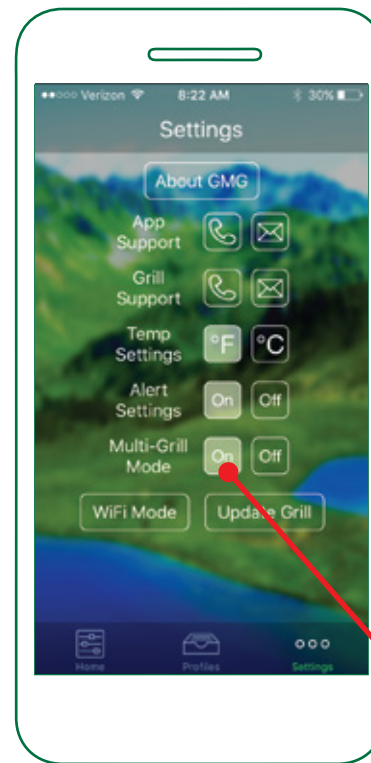 Verizon 8:22 AM 30%
Settings
About GMG
App
Support
Grill
Support
Temp
Settings
°F °C
Alert
Settings
On Off
Multi-Grill
Mode
On Off
WiFi Mode Update Grill
Home Profiles Settings